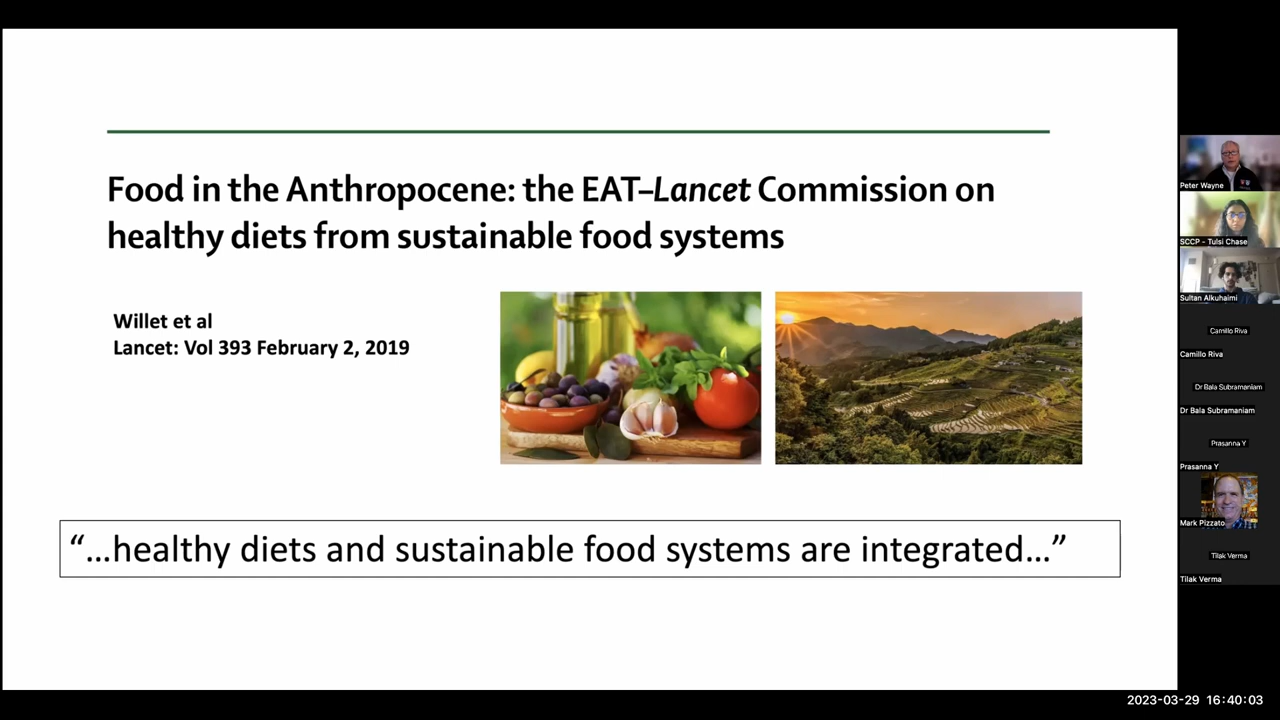 Food in the Anthropocene: the EAT–Lancet Commission on
healthy diets from sustainable food systems
Willet et al
Lancet: Vol 393 February 2, 2019
“...healthy diets and sustainable food systems are integrated...”
Peter Wayne
SCCP - Tulsi Chase
Sultan Alkuhaimi
Camillo Riva
Camillo Riva
Dr Bala Subramaniam
Dr Bala Subramaniam
Prasanna Y
Prasanna Y
Mark Pizzato
Tilak Verma
Tilak Verma
2023-03-29 16:40:03